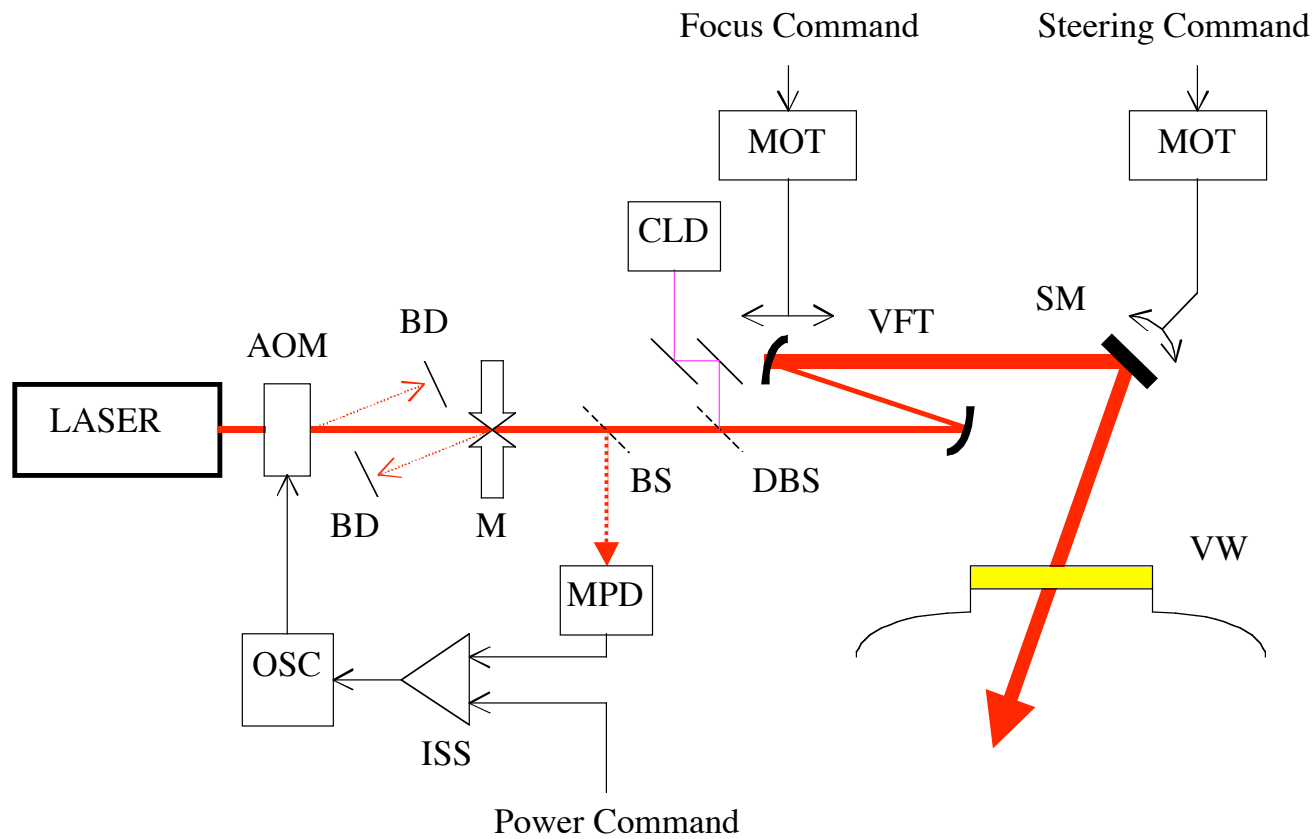 Focus Command
Steering Command
MOT
MOT
CLD
SM
BD
VFT
AOM
LASER
BS
DBS
BD
M
VW
MPD
OSC
ISS
Power Command